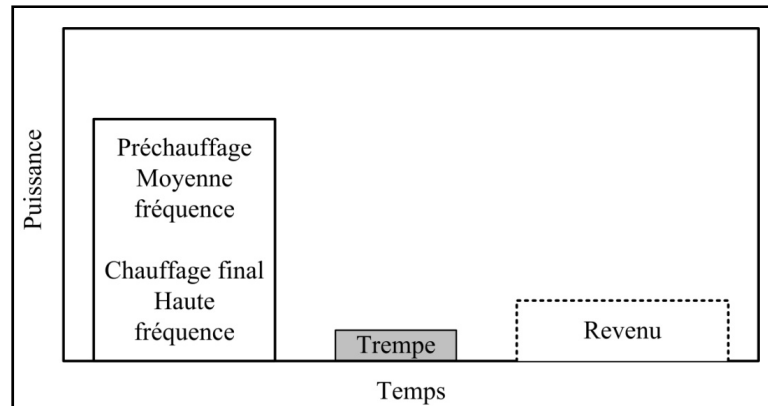 Puissance
Préchauffage
Moyenne
fréquence
Chauffage final
Haute
fréquence
Trempe
Revenu
Temps